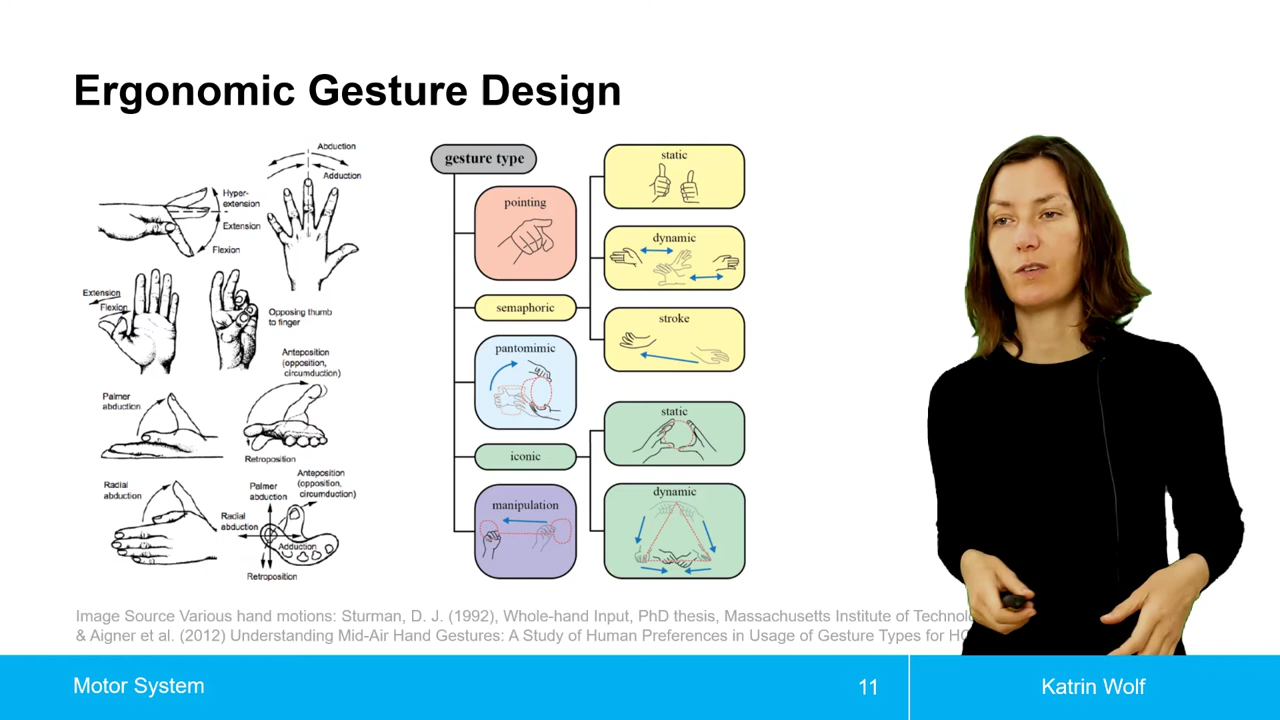 Ergonomic Gesture Design
Abduction
Adduction
Hyper-
extension
Extension
Flexion
Extension
Flexion
Opposing thumb
to finger
Anteposition
(opposition,
circumduction)
Palmer
abduction
Retroposition
Radial
abduction
Anteposition
(opposition,
circumduction)
Palmer
abduction
Radial
abduction
Adduction
Retroposition
gesture type
pointing
semaphoric
pantomimic
iconic
manipulation
static
dynamic
stroke
static
dynamic
Image Source Various hand motions: Sturman, D. J. (1992), Whole-hand Input, PhD thesis, Massachusetts Institute of
& Aigner et al. (2012) Understanding Mid-Air Hand Gestures: A Study of Human Preferences in Usage of Gesture Types for
Motor System
11
Katrin Wolf